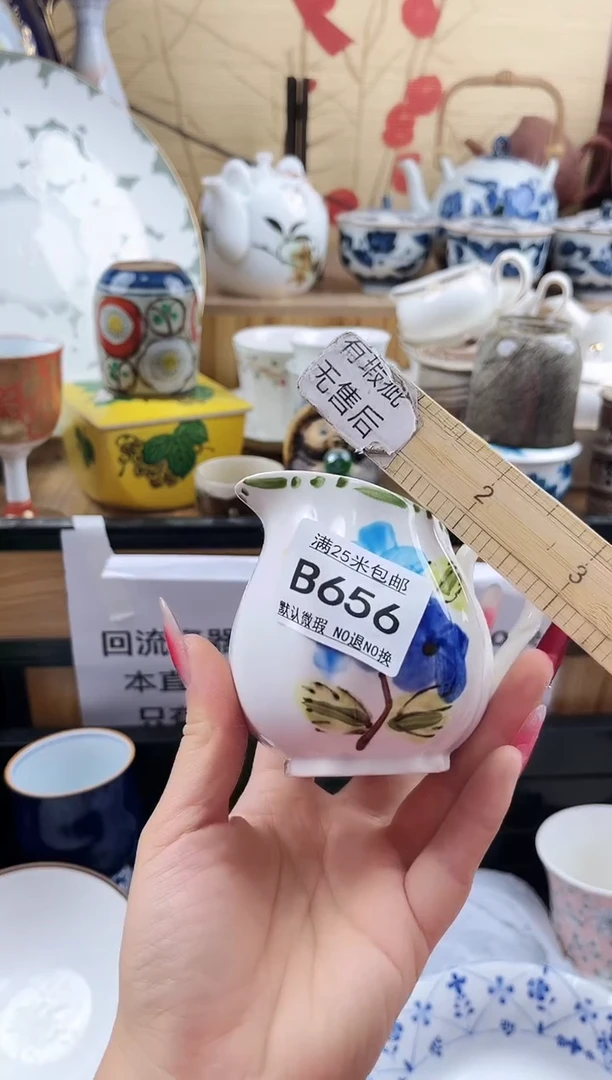 有瑕疵
无售后
2
3
满25米包邮
B656
默认微瑕 NO退NO换
回流
本直